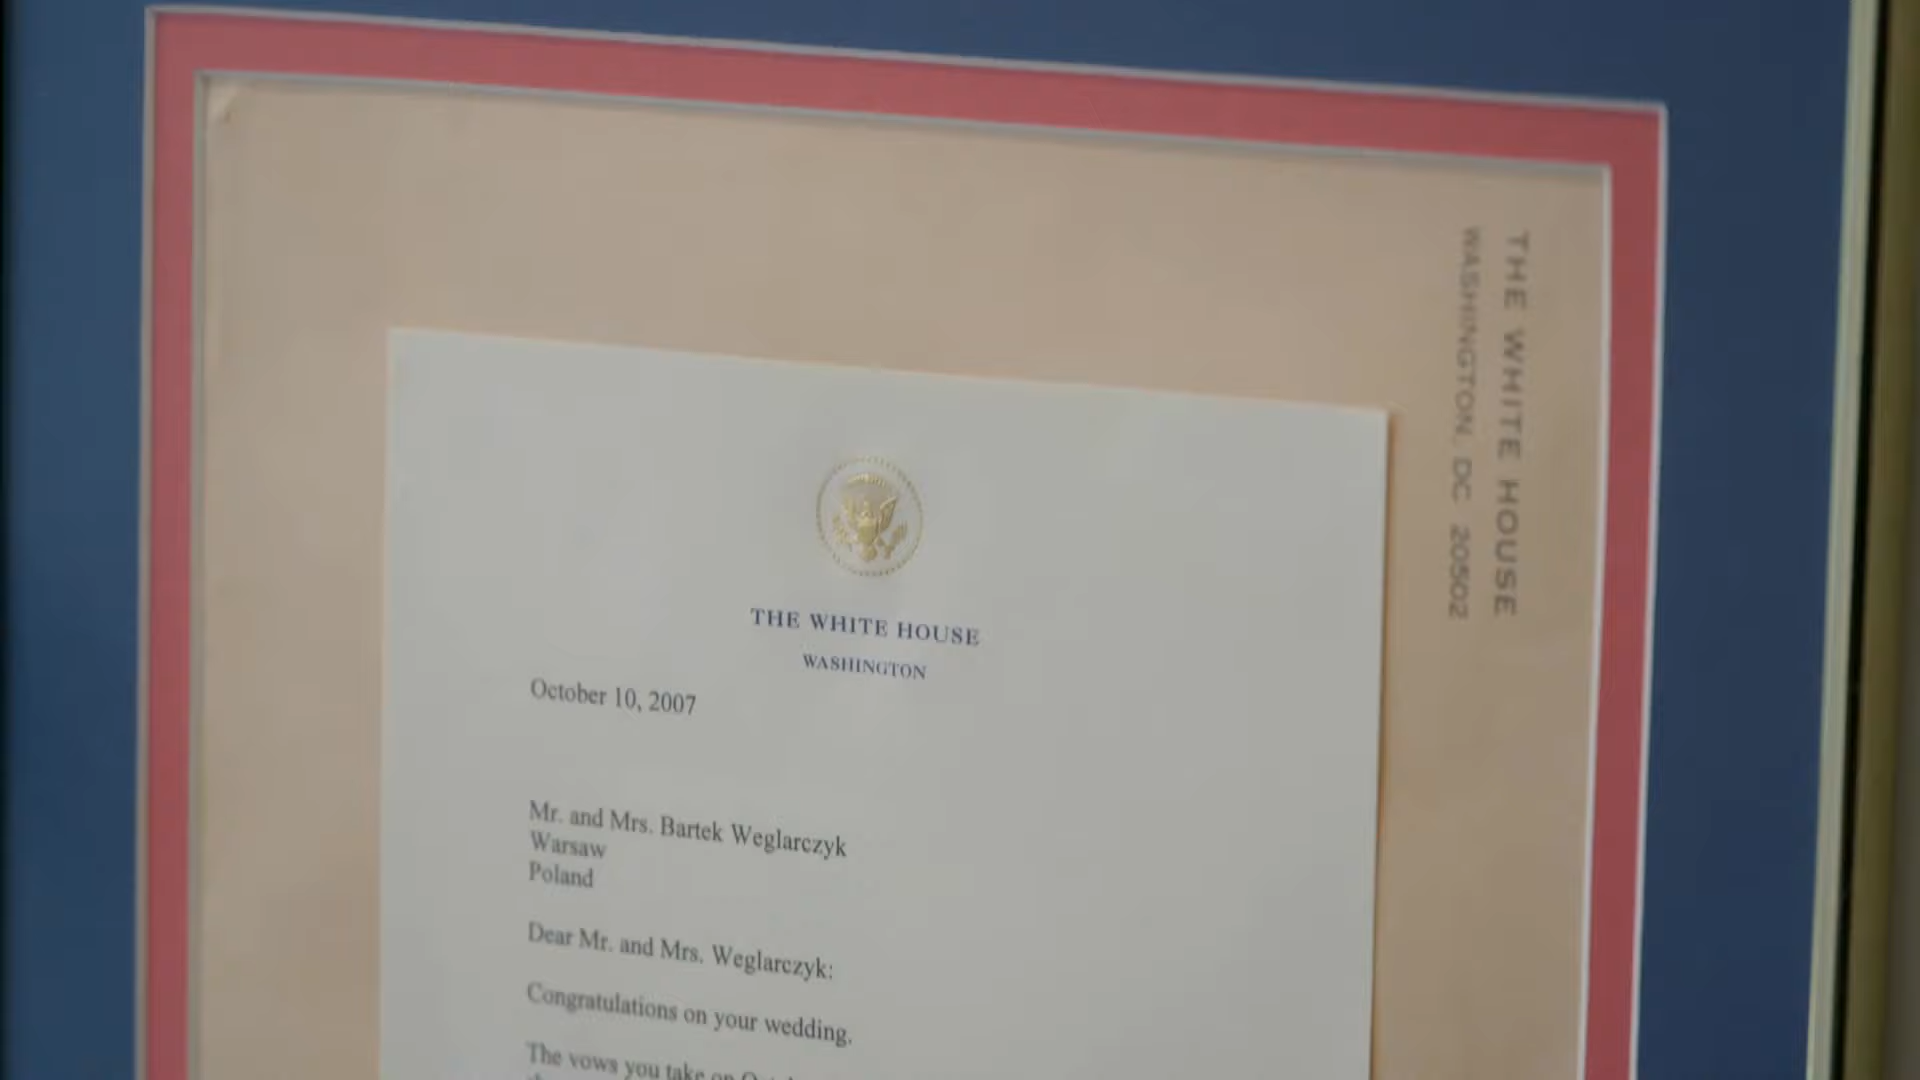 THE WHITE HOUSE
WASHINGTON, DC 20502
THE WHITE HOUSE
WASHINGTON
October 10, 2007
Mr. and Mrs. Bartek Weglarczyk
Warsaw
Poland
Dear Mr. and Mrs. Weglarczyk:
Congratulations on your wedding.
The vows you take on